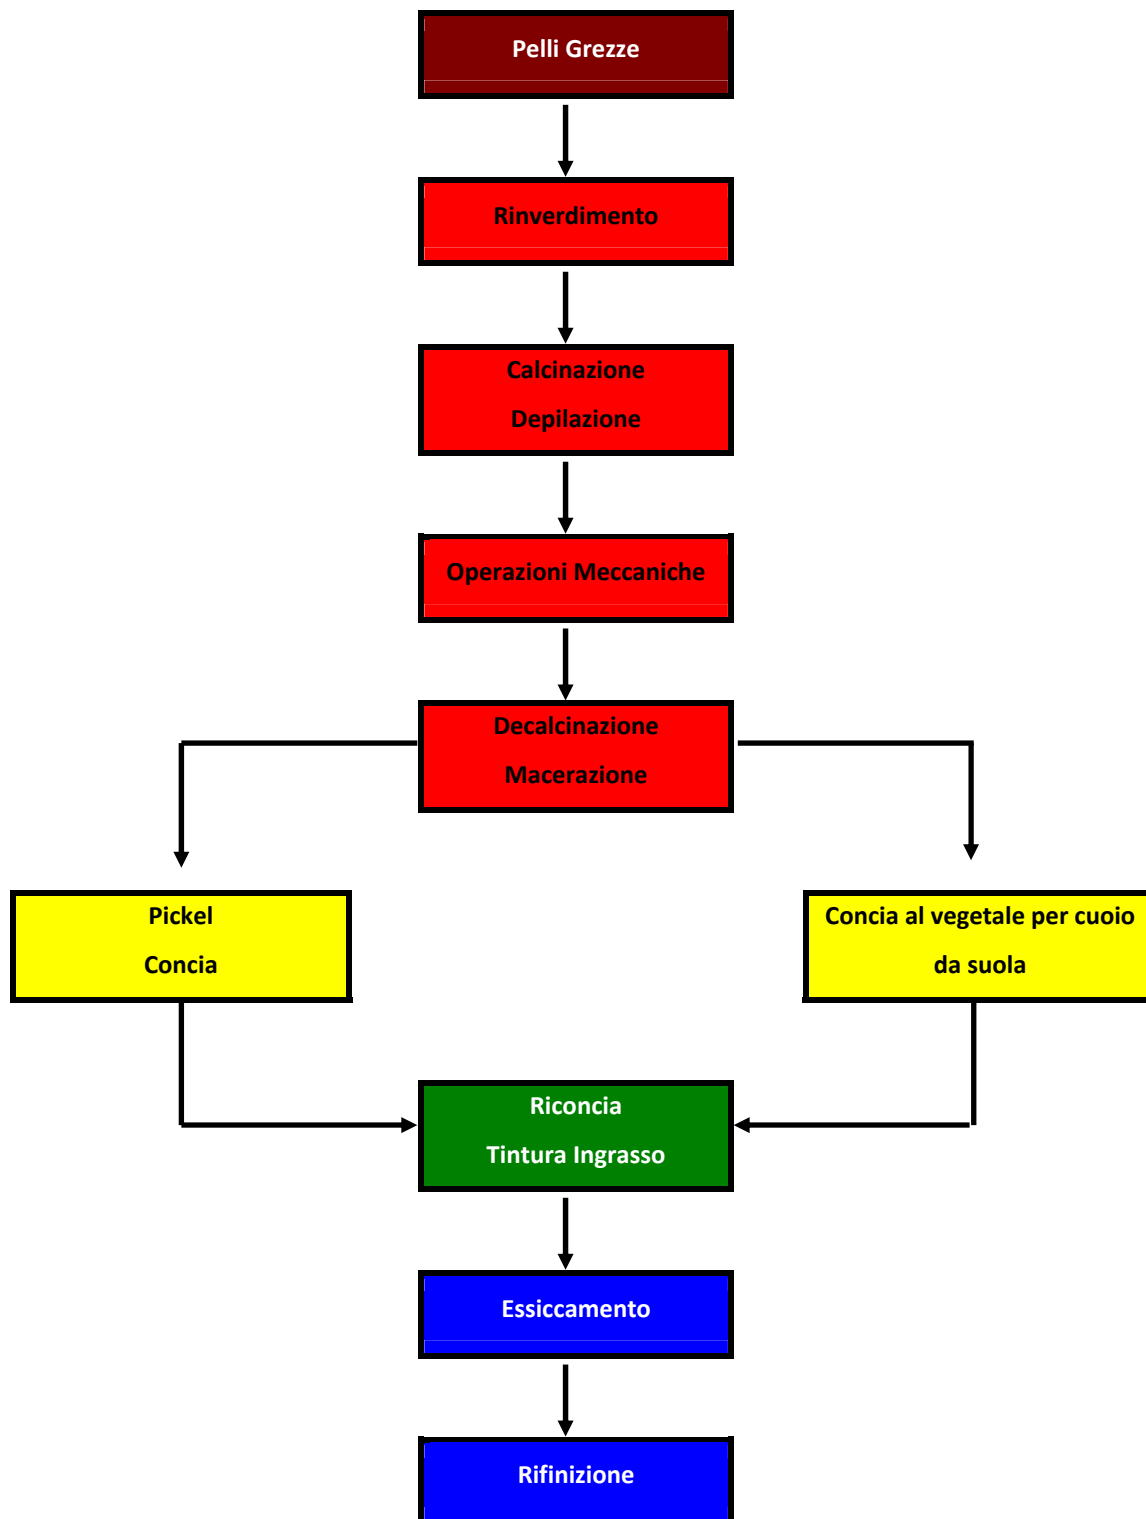 Pelli Grezze
Rinverdimento
Calcinazione
Depilazione
Operazioni Meccaniche
Decalcinazione
Macerazione
Pickel
Concia
Concia al vegetale per cuoio
da suola
Riconcia
Tintura Ingrasso
Essiccamento
Rifinizione